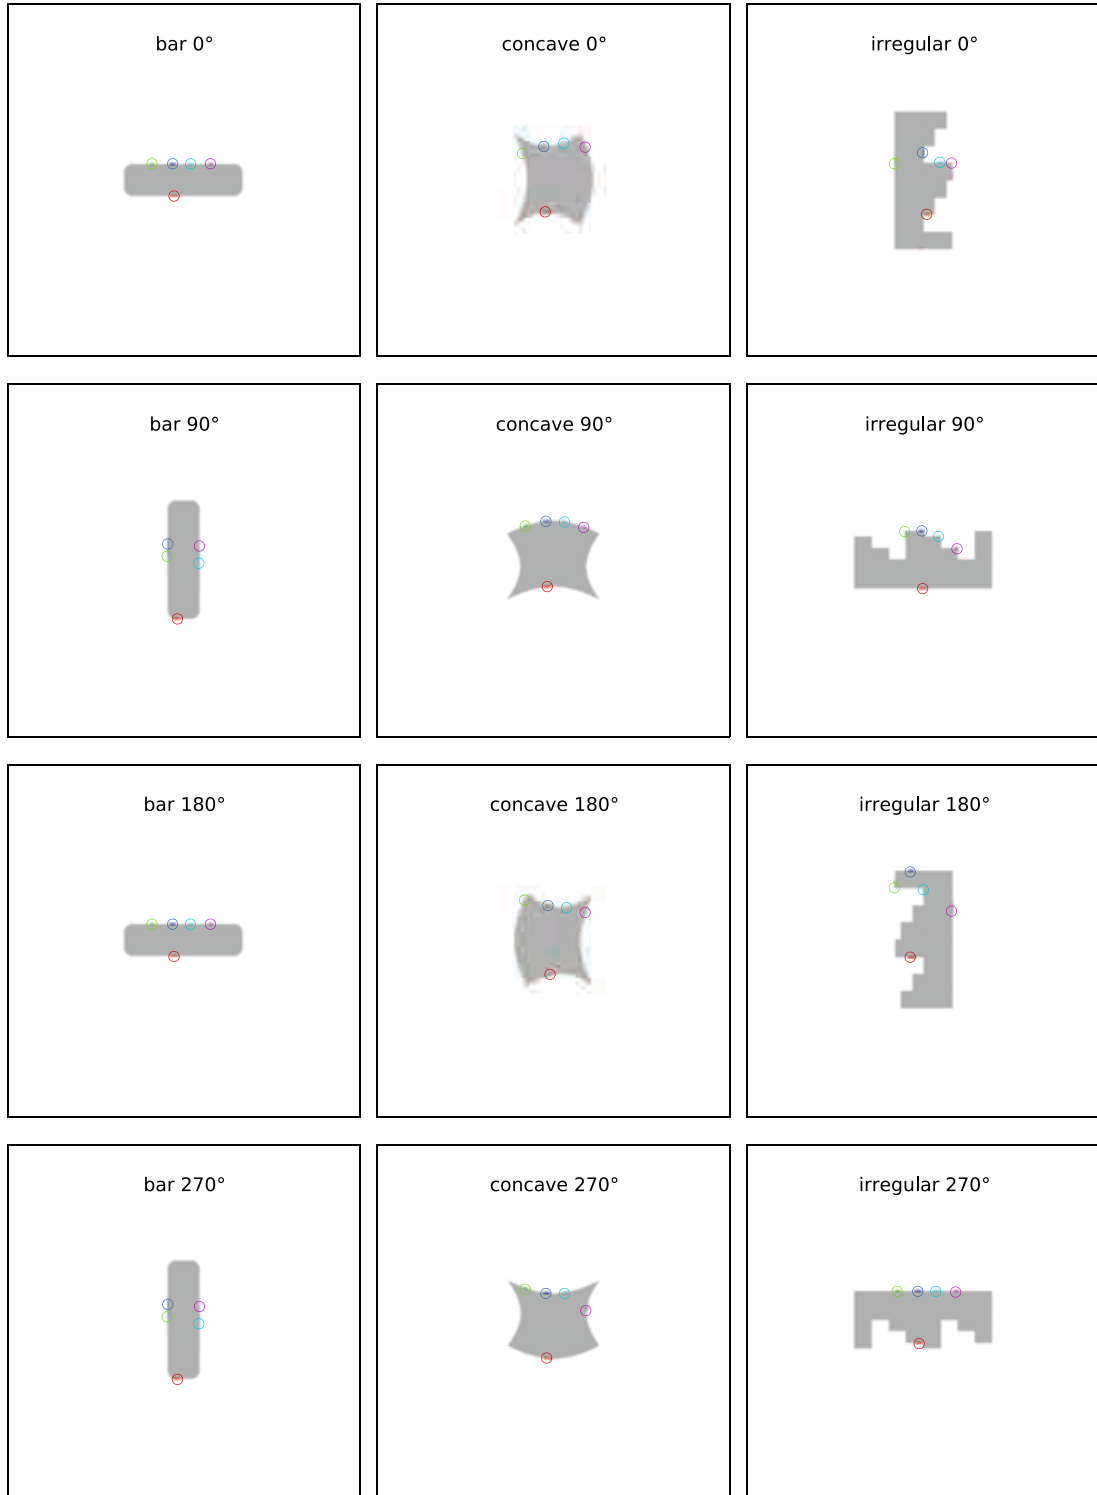 bar 0°
concave 0°
irregular 0°
bar 90°
concave 90°
irregular 90°
bar 180°
concave 180°
irregular 180°
bar 270°
concave 270°
irregular 270°